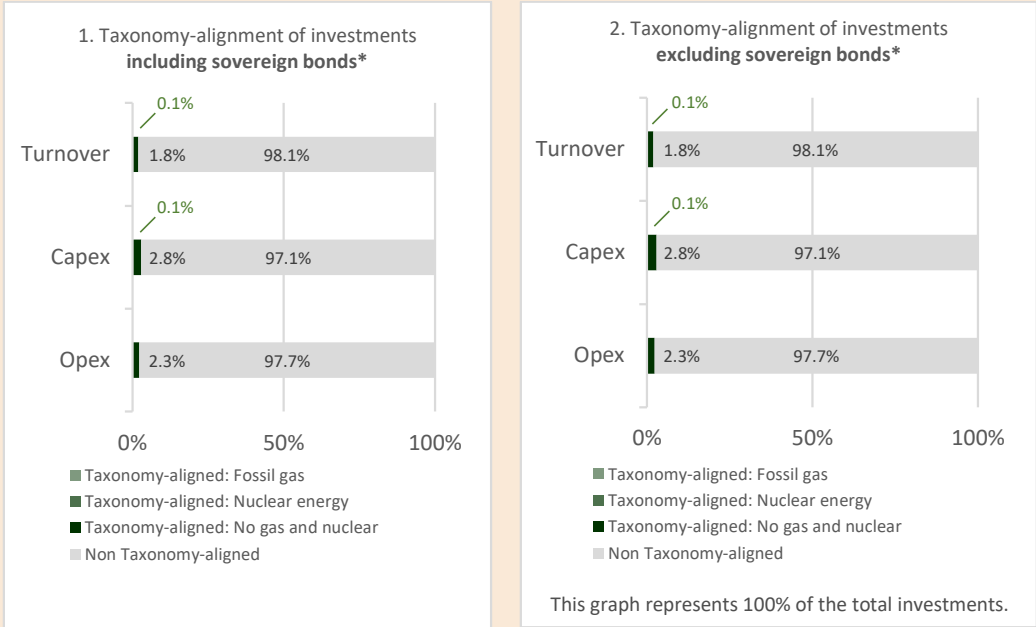 1. Taxonomy-alignment of investments
including sovereign bonds*
0.1%
Turnover
1.8%
98.1%
0.1%
Capex
2.8%
97.1%
Opex
2.3%
97.7%
0%
50%
100%
Taxonomy-aligned: Fossil gas
Taxonomy-aligned: Nuclear energy
Taxonomy-aligned: No gas and nuclear
Non Taxonomy-aligned
2. Taxonomy-alignment of investments
excluding sovereign bonds*
0.1%
Turnover
1.8%
98.1%
0.1%
Capex
2.8%
97.1%
Opex
2.3%
97.7%
0%
50%
100%
Taxonomy-aligned: Fossil gas
Taxonomy-aligned: Nuclear energy
Taxonomy-aligned: No gas and nuclear
Non Taxonomy-aligned
This graph represents 100% of the total investments.